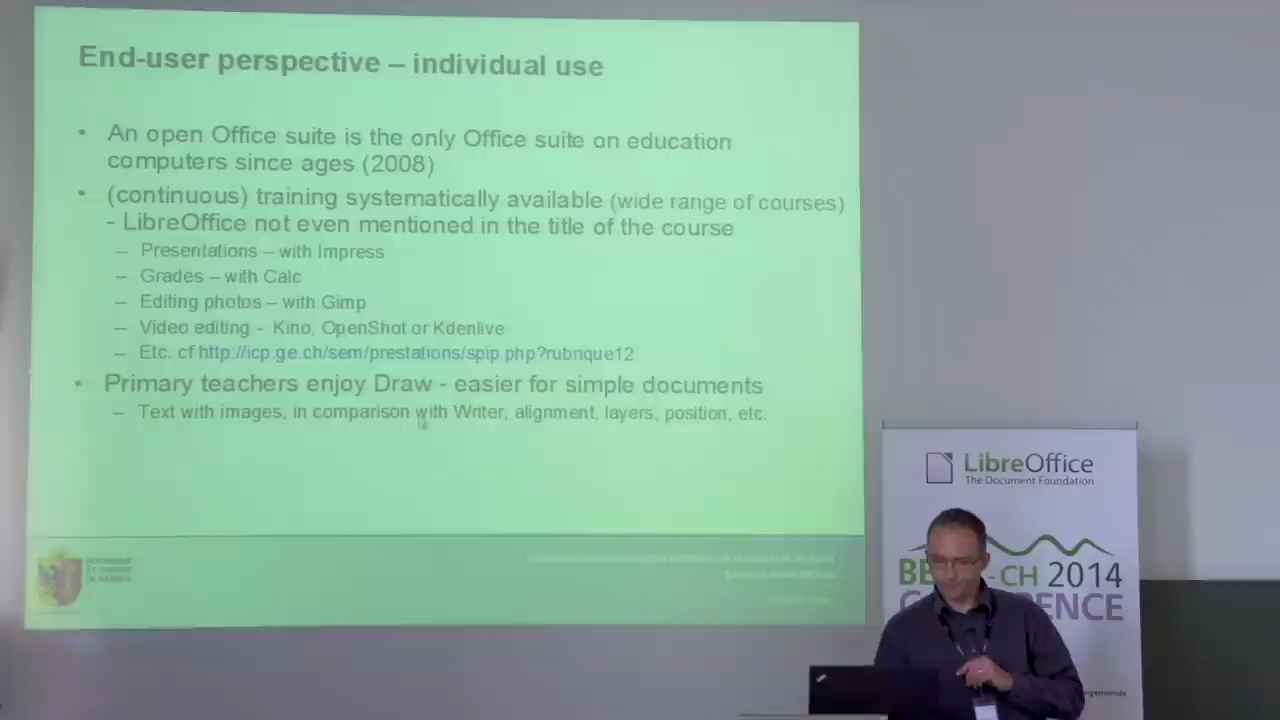 End-user perspective – individual use
• An open Office suite is the only Office suite on education
computers since ages (2008)
• (continuous) training systematically available (wide range of courses)
- LibreOffice not even mentioned in the title of the course
– Presentations – with Impress
– Grades – with Calc
– Editing photos – with Gimp
– Video editing - Kino, OpenShot or Kdenlive
– Etc. cf http://icp.ge.ch/sem/prestations/spip.php?rubrique12
• Primary teachers enjoy Draw - easier for simple documents
– Text with images, in comparison with Writer, alignment, layers, position, etc.
LibreOffice
The Document Foundation
-CH 2014